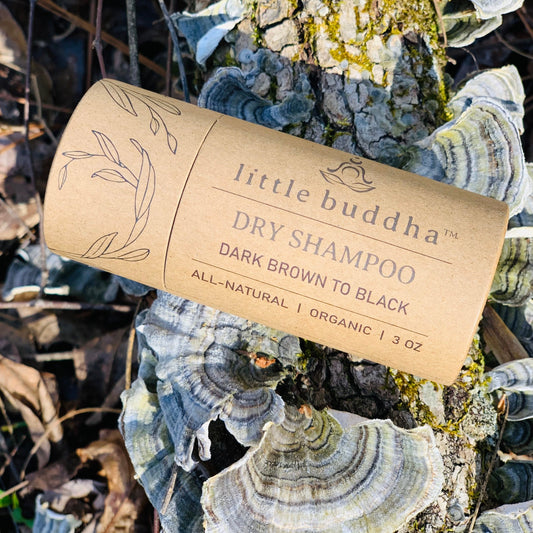 little buddha™
DRY SHAMPOO
DARK BROWN TO BLACK
ALL-NATURAL | ORGANIC | 3 OZ